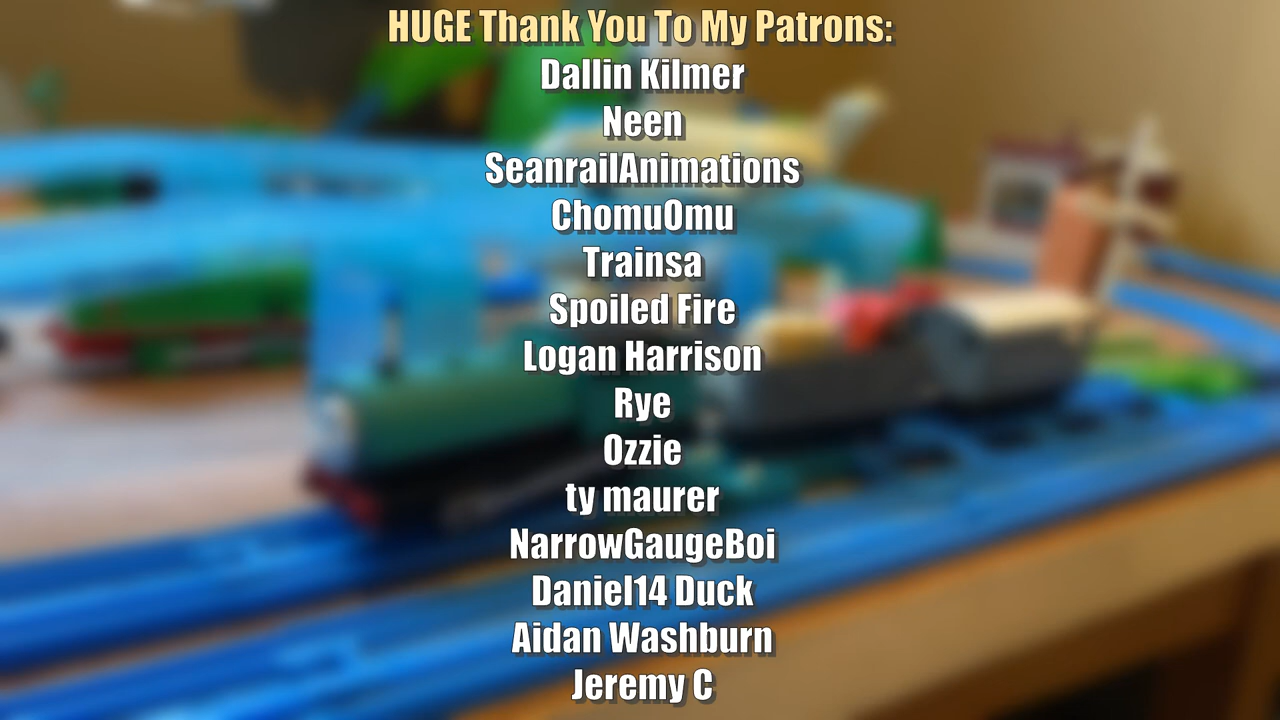 HUGE Thank You To My Patrons:
Dallin Kilmer
Neen
SeanrailAnimations
ChomuOmu
Trainsa
Spoiled Fire
Logan Harrison
Rye
Ozzie
ty maurer
NarrowGaugeBoi
Daniel14 Duck
Aidan Washburn
Jeremy C